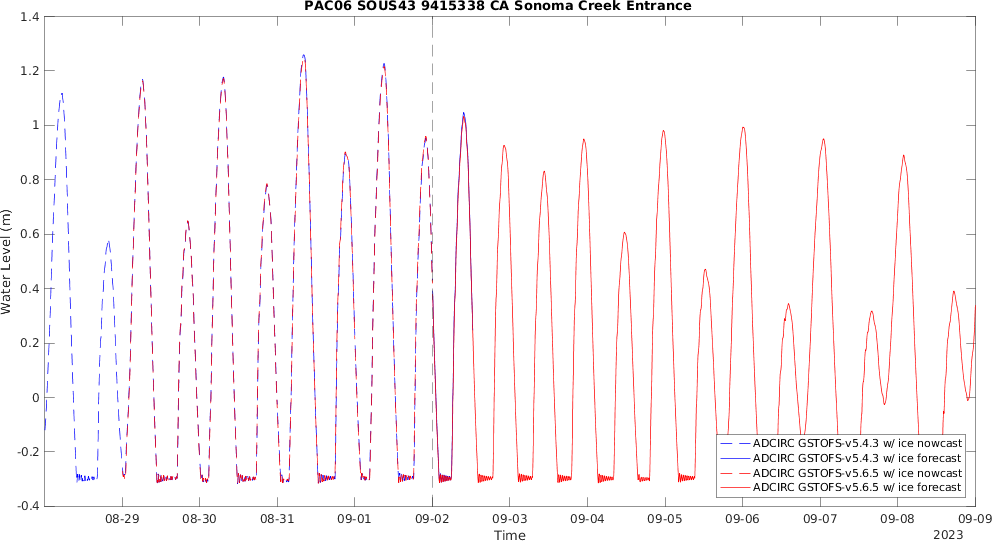 PAC06 SOUS43 9415338 CA Sonoma Creek Entrance
1.4
1.2
1
0.8
0.6
0.4
0.2
0
-0.2
-0.4
Water Level (m)
ADCIRC GSTOFS-v5.4.3 w/ ice nowcast
ADCIRC GSTOFS-v5.4.3 w/ ice forecast
ADCIRC GSTOFS-v5.6.5 w/ ice nowcast
ADCIRC GSTOFS-v5.6.5 w/ ice forecast
08-29 08-30 08-31 09-01 09-02 09-03 09-04 09-05 09-06 09-07 09-08 09-09
Time
2023